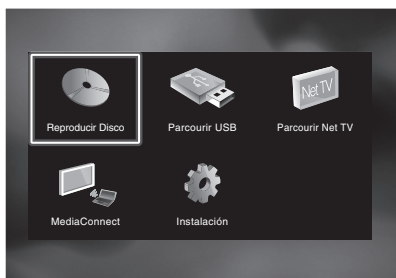 Net TV
Reproducir Disco
Parcourir USB
Parcourir Net TV
MediaConnect
Instalación